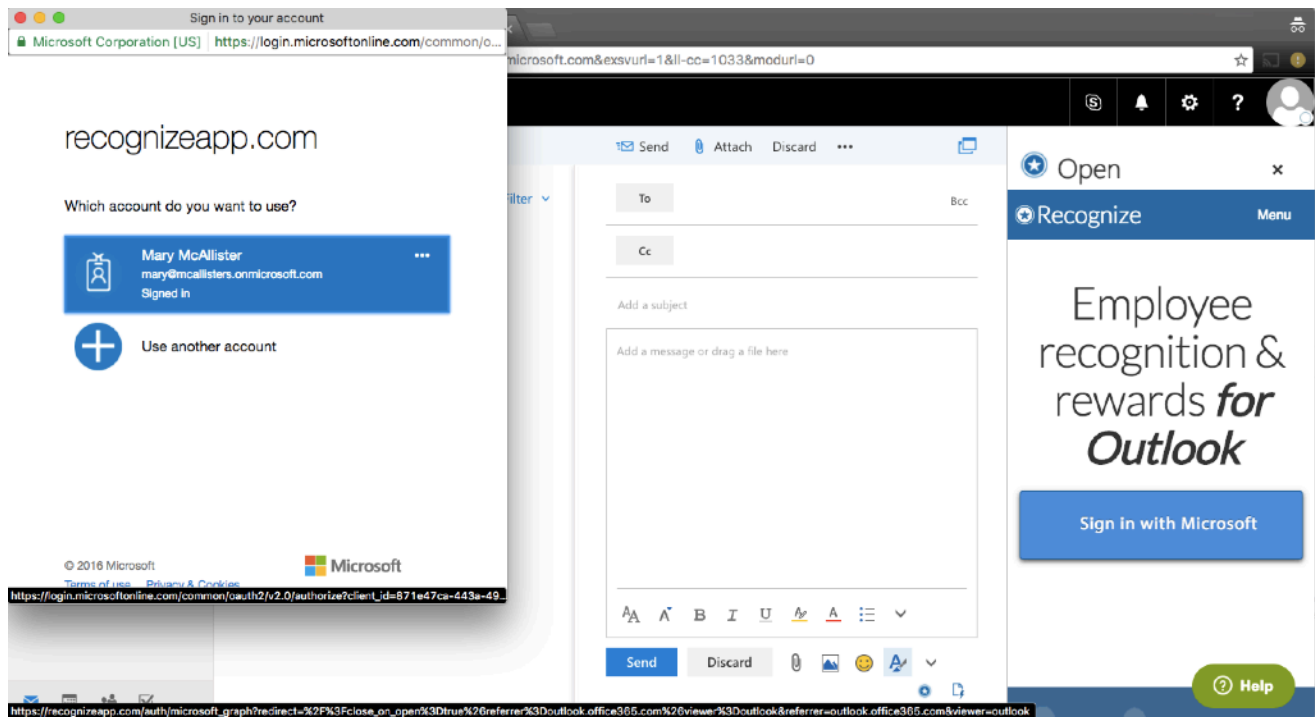 Sign in to your account
Microsoft Corporation [US] https://login.microsoftonline.com/common/o...
recognizeapp.com
Which account do you want to use?
Mary McAllister
mary@mcallisters.onmicrosoft.com
Signed in
Use another account
© 2016 Microsoft
Microsoft
Terms of use Privacy & Cookies
https://login.microsoftonline.com/common/oauth2/v2.0/authorize?client_id=871e47ca-443a-49...
microsoft.com&exsvurl=1&ll-cc=1033&modurl=0
Filter
Send Attach Discard
To
Bcc
Cc
Add a subject
Add a message or drag a file here
Send Discard
Open
Recognize Menu
Employee
recognition &
rewards for
Outlook
Sign in with Microsoft
Help
https://recognizeapp.com/auth/microsoft_graph?redirect=%2F%3Fclose_on_open%3Dtrue%26referrer%3Doutlook.office365.com%26viewer%3Doutlook&referrer=outlook.office365.com&viewer=outlook